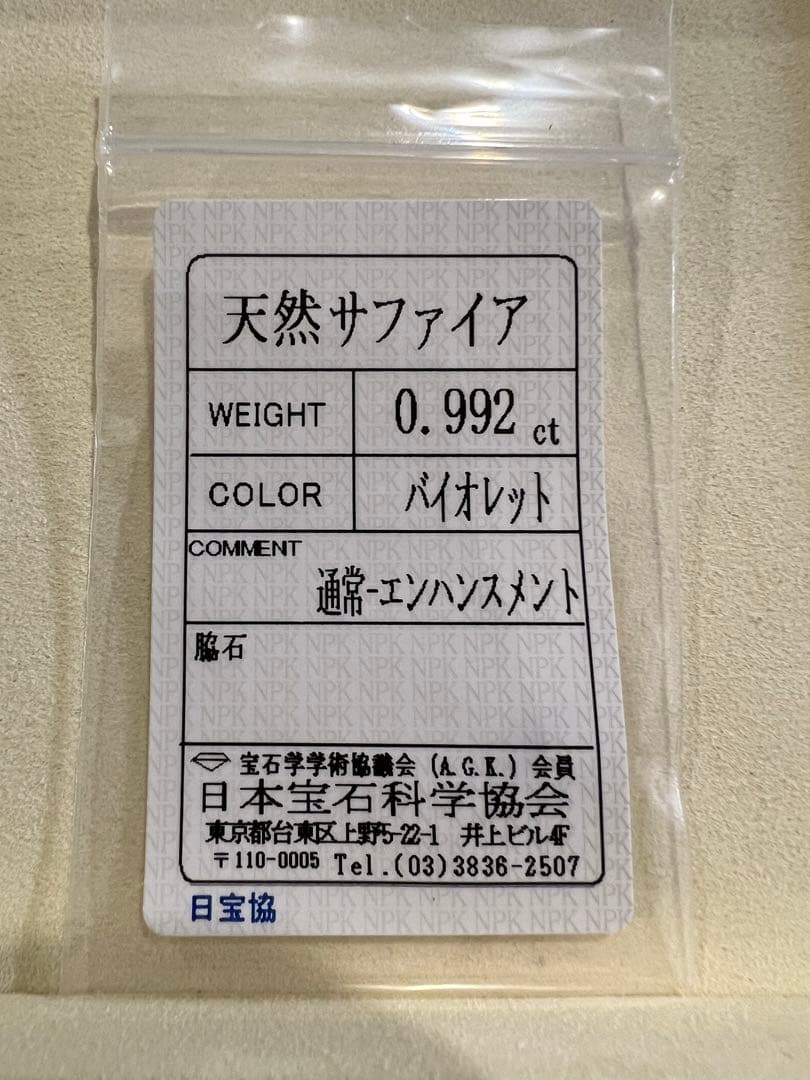 天然サファイア
WEIGHT 0.992 ct
COLOR バイオレット
COMMENT
通常-エンハンスメント
脇石
宝石学学術協議会 (A.G.K.) 会員
日本宝石科学協会
東京都台東区上野5-22-1 井上ビル4F
〒110-0005 Tel.(03)3836-2507
日宝協